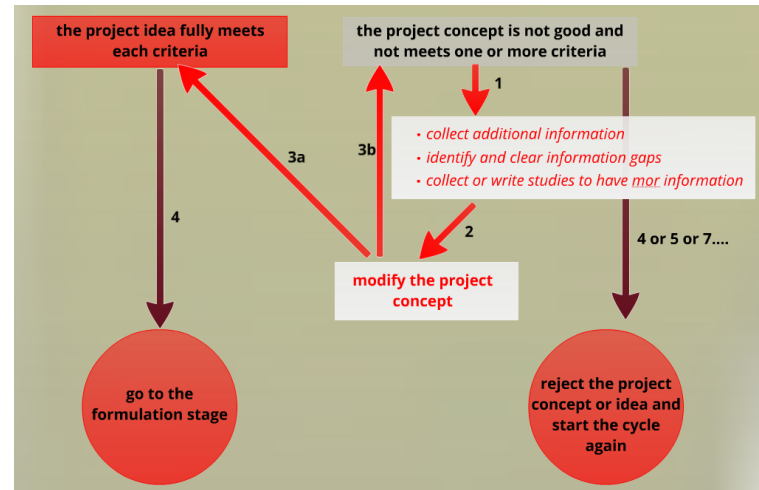 the project idea fully meets
each criteria
the project concept is not good and
not meets one or more criteria
1
• collect additional information
• identify and clear information gaps
• collect or write studies to have mor information
3a
3b
2
4
4 or 5 or 7....
modify the project
concept
go to the
formulation stage
reject the project
concept or idea and
start the cycle
again